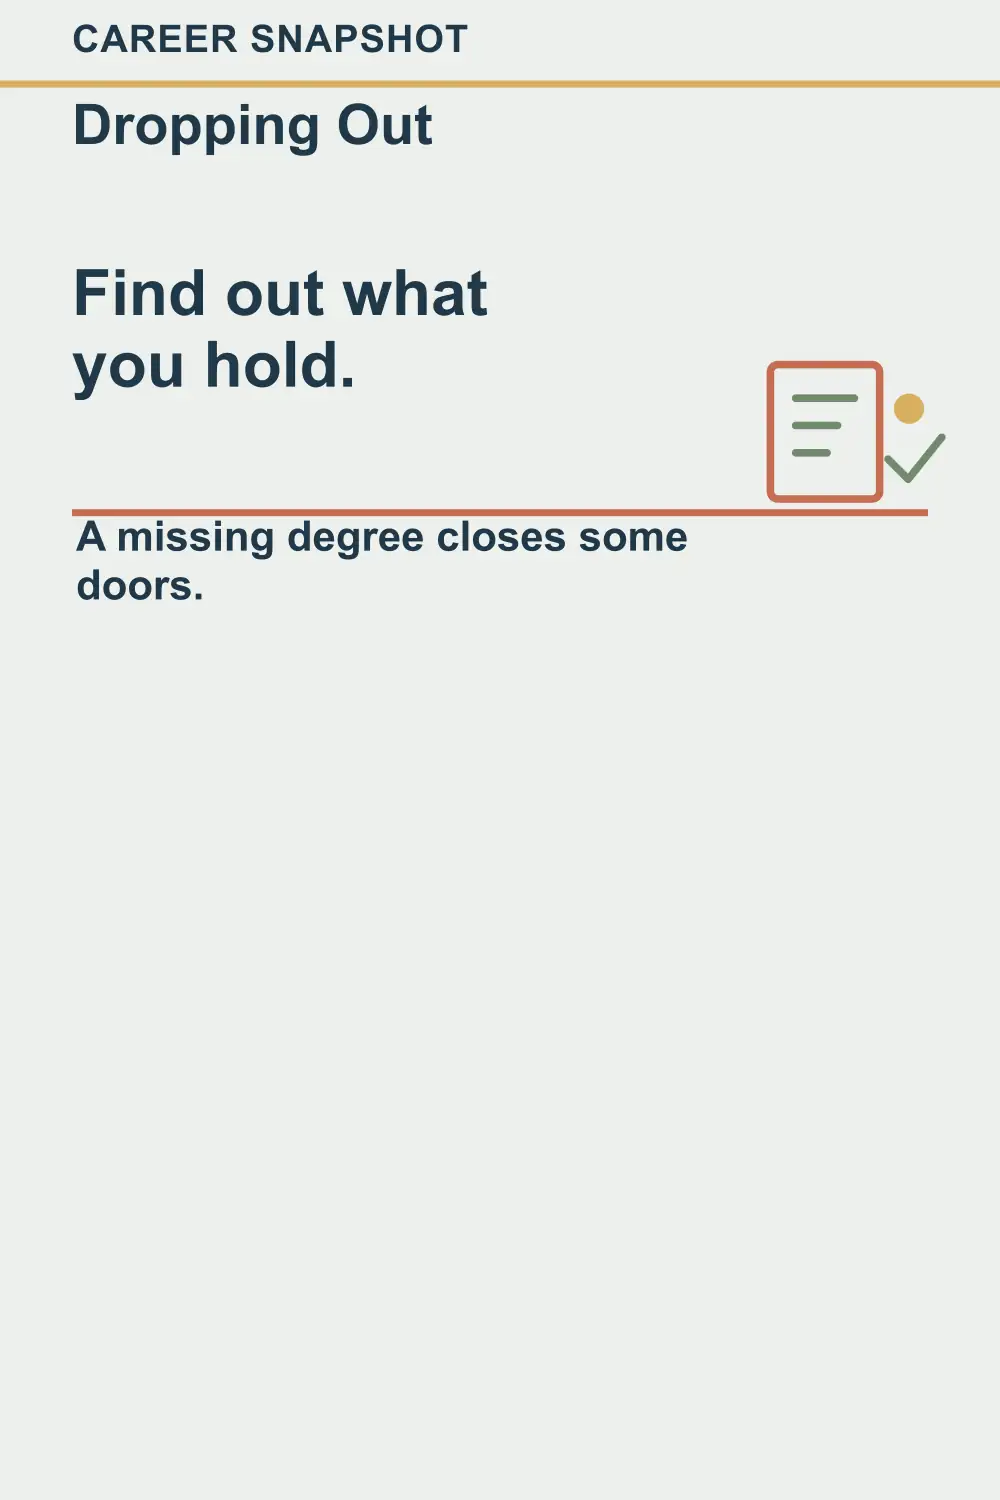 CAREER SNAPSHOT
Dropping Out
Find out what
you hold.
A missing degree closes some
doors.